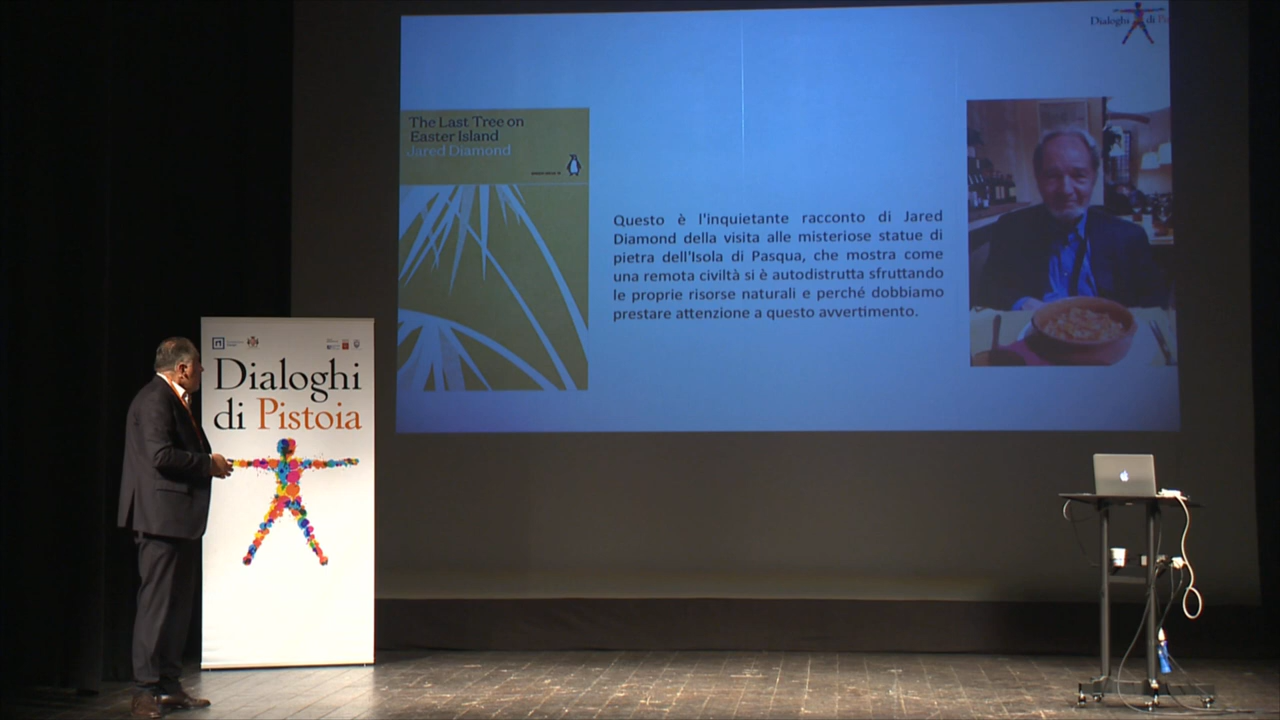 Dialoghi di
The Last Tree on
Easter Island
Jared Diamond
Questo è l'inquietante racconto di Jared
Diamond della visita alle misteriose statue di
pietra dell'Isola di Pasqua, che mostra come
una remota civiltà si è autodistrutta sfruttando
le proprie risorse naturali e perché dobbiamo
prestare attenzione a questo avvertimento.
Dialoghi
di Pistoia